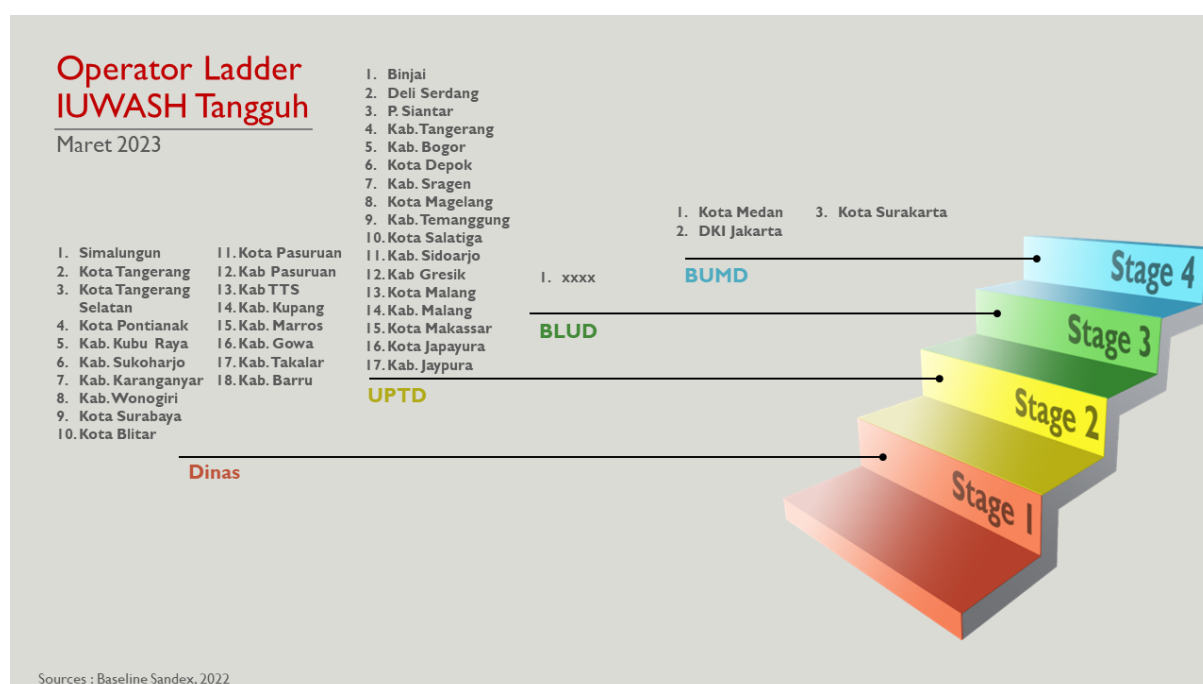 Operator Ladder
IUWASH Tangguh
Maret 2023
1. Simalungun
2. Kota Tangerang
3. Kota Tangerang
Selatan
4. Kota Pontianak
5. Kab. Kubu Raya
6. Kab. Sukoharjo
7. Kab. Karanganyar
8. Kab. Wonogiri
9. Kota Surabaya
10. Kota Blitar
11. Kota Pasuruan
12. Kab Pasuruan
13. Kab TTS
14. Kab. Kupang
15. Kab. Marros
16. Kab. Gowa
17. Kab. Takalar
18. Kab. Barru
Dinas
1. Binjai
2. Deli Serdang
3. P. Siantar
4. Kab. Tangerang
5. Kab. Bogor
6. Kota Depok
7. Kab. Sragen
8. Kota Magelang
9. Kab. Temanggung
10. Kota Salatiga
11. Kab. Sidoarjo
12. Kab Gresik
13. Kota Malang
14. Kab. Malang
15. Kota Makassar
16. Kota Japayura
17. Kab. Jaypura
UPTD
1. xxxx
BLUD
1. Kota Medan
2. DKI Jakarta
3. Kota Surakarta
BUMD
Stage 4
Stage 3
Stage 2
Stage 1
Sources : Baseline Sandex, 2022